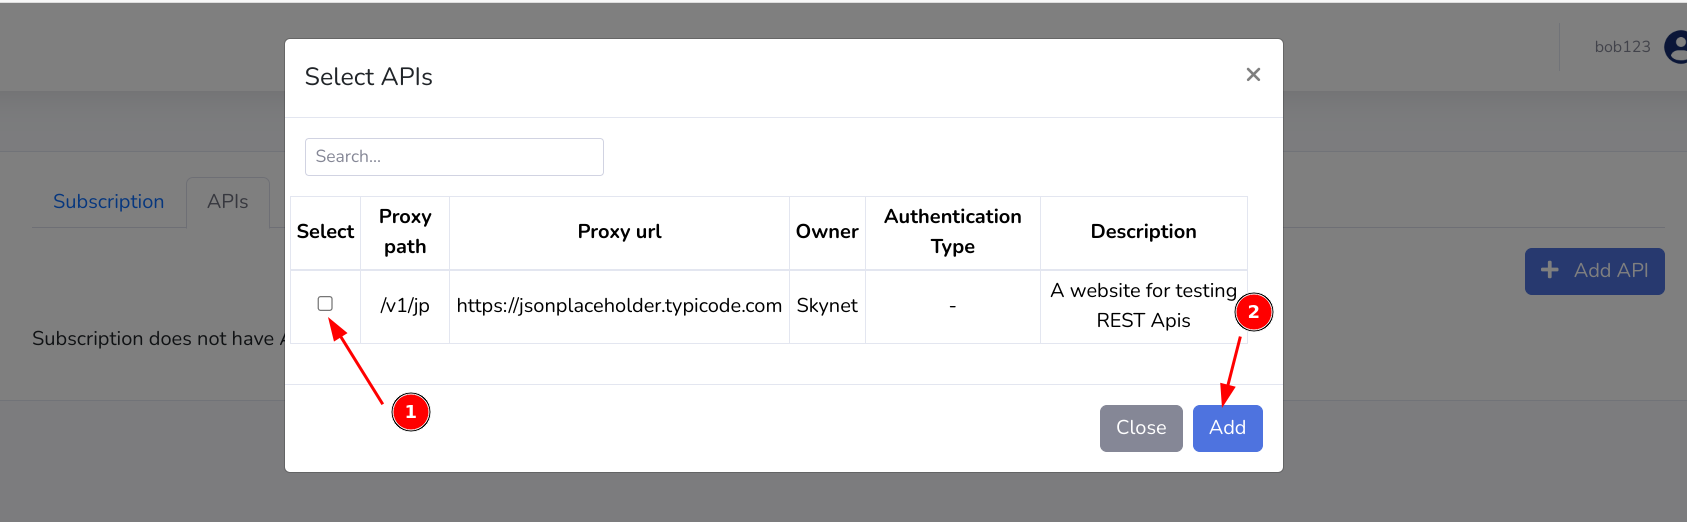 bob123
Select APIs
Search...
Subscription APIs
Select Proxy path Proxy url Owner Authentication Type Description
/v1/jp https://jsonplaceholder.typicode.com Skynet - A website for testing REST Apis
Add API
Subscription does not have
1
2
Close Add